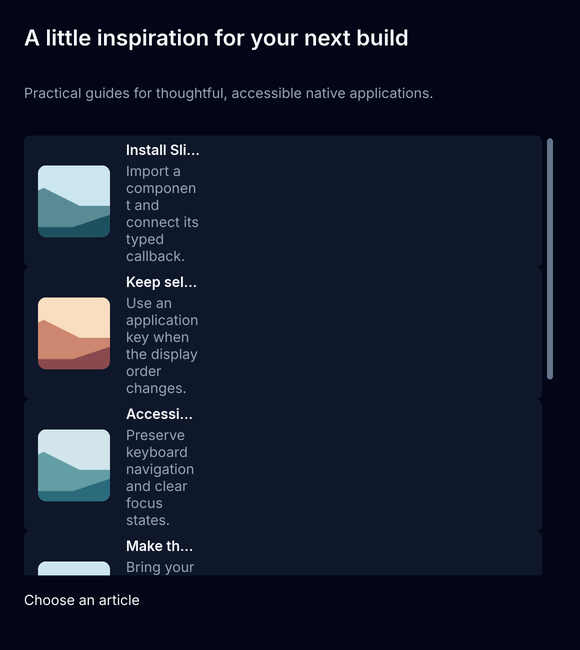 A little inspiration for your next build
Practical guides for thoughtful, accessible native applications.
Install Sli...
Import a
componen
t and
connect its
typed
callback.
Keep sel...
Use an
application
key when
the display
order
changes.
Accessi...
Preserve
keyboard
navigation
and clear
focus
states.
Make th...
Bring your
Choose an article